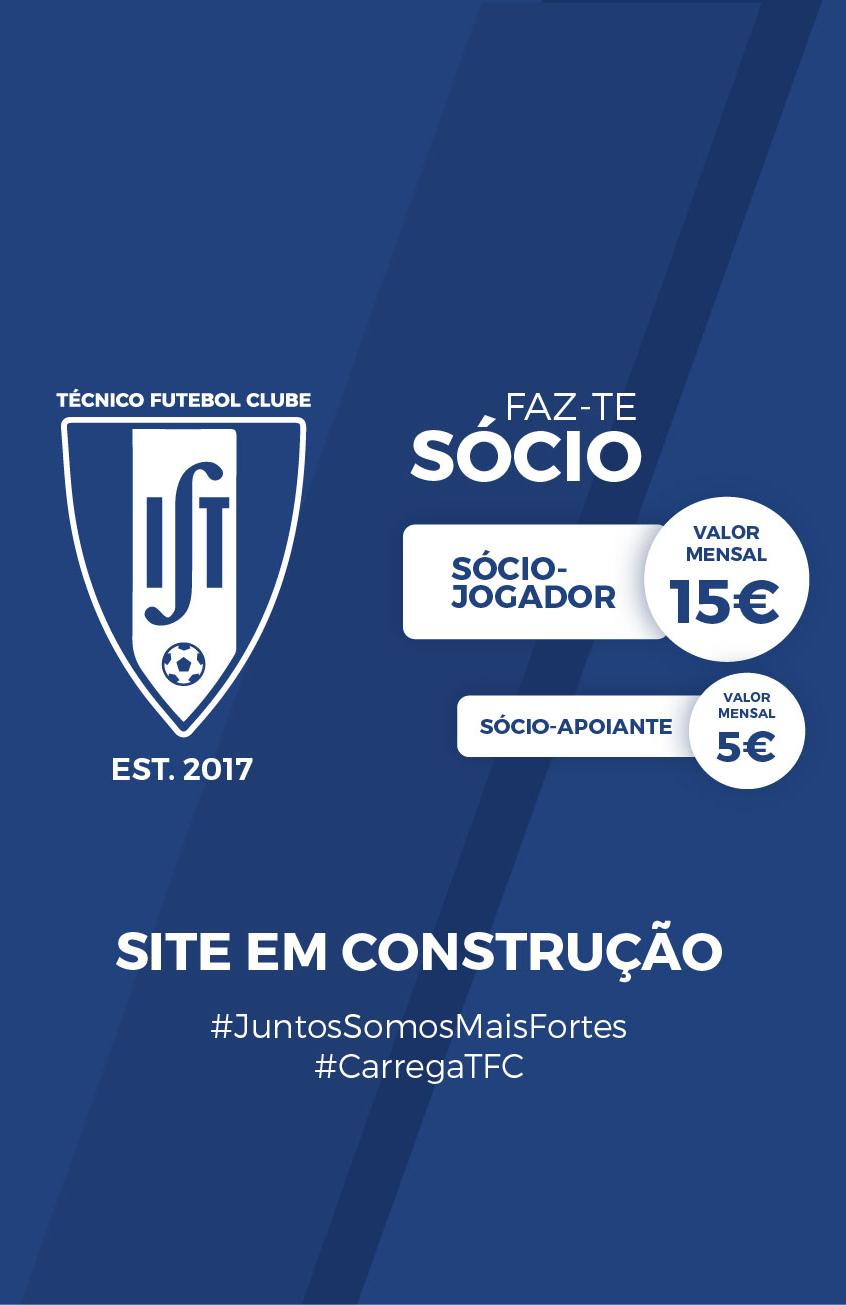 TÉCNICO FUTEBOL CLUBE
IST
EST. 2017
FAZ-TE
SÓCIO
SÓCIO-
JOGADOR
VALOR
MENSAL
15€
SÓCIO-APOIANTE
VALOR
MENSAL
5€
SITE EM CONSTRUÇÃO
#JuntosSomosMaisFortes
#CarregaTFC